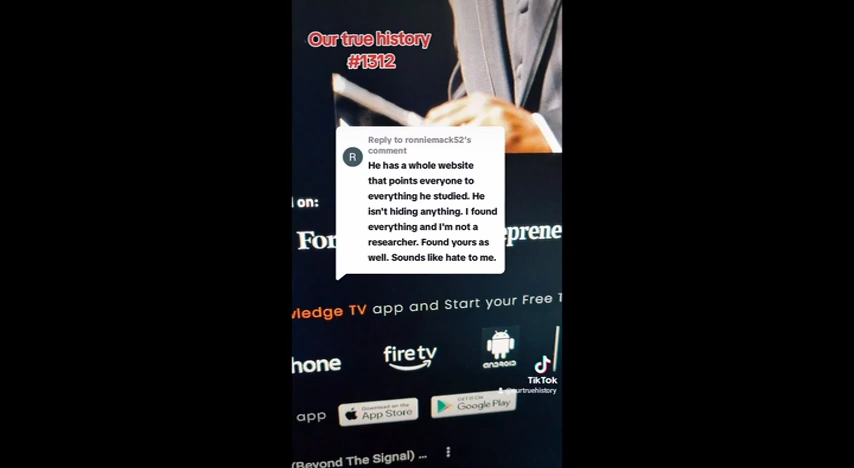 Our true history
#1312
Reply to ronniemack52's
comment
R
He has a whole website
that points everyone to
everything he studied. He
isn't hiding anything. I found
everything and I'm not a
researcher. Found yours as
well. Sounds like hate to me.
on:
For
eprene
ledge TV app and Start your Free T
hone
fire tv
ANDROID
TikTok
@ourtruehistory
app
Download on the
App Store
GET IT ON
Google Play
(Beyond The Signal) ...